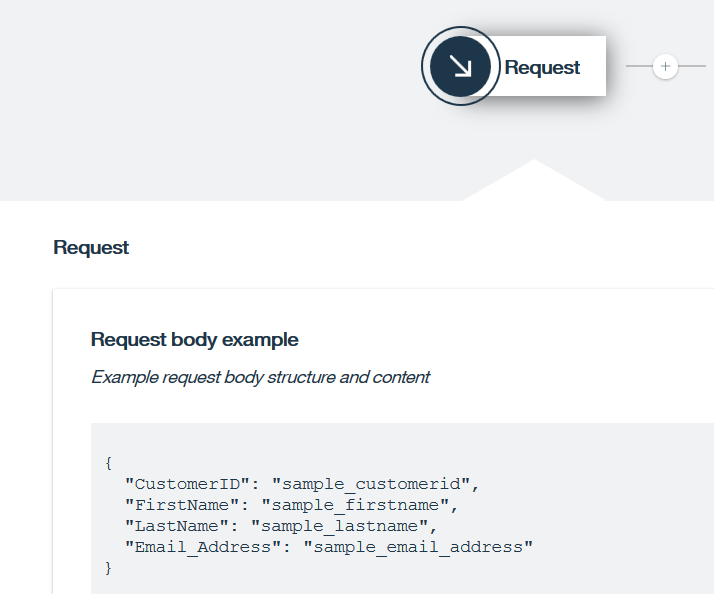 Request
Request
Request body example
Example request body structure and content
{
"CustomerID": "sample_customerid",
"FirstName": "sample_firstname",
"LastName": "sample_lastname",
"Email_Address": "sample_email_address"
}